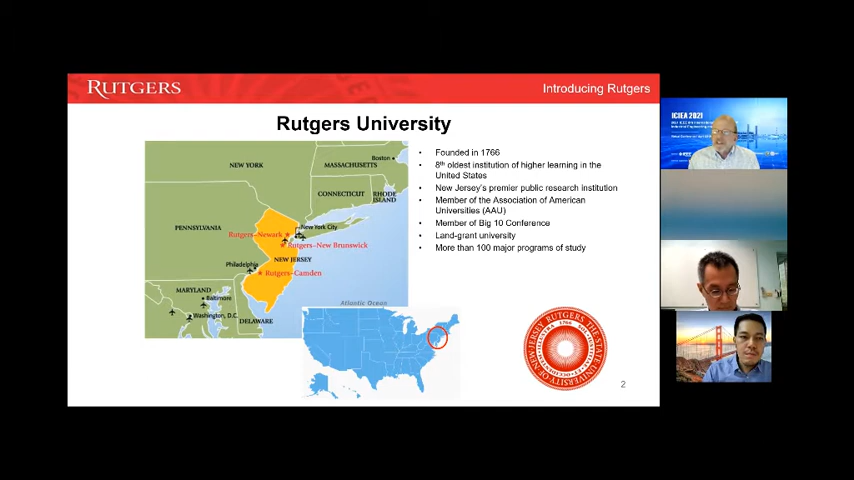 RUTGERS
Introducing Rutgers
Rutgers University
NEW YORK
MASSACHUSETTS
Boston
CONNECTICUT
RHODE
ISLAND
PENNSYLVANIA
New York City
Rutgers–Newark
Rutgers–New Brunswick
NEW JERSEY
Philadelphia
Rutgers–Camden
MARYLAND
Baltimore
Washington, D.C.
DELAWARE
Atlantic Ocean
• Founded in 1766
• 8th oldest institution of higher learning in the
United States
• New Jersey's premier public research institution
• Member of the Association of American
Universities (AAU)
• Member of Big 10 Conference
• Land-grant university
• More than 100 major programs of study
RUTGERS THE STATE UNIVERSITY OF NEW JERSEY
1766
2
ICIEA 2021